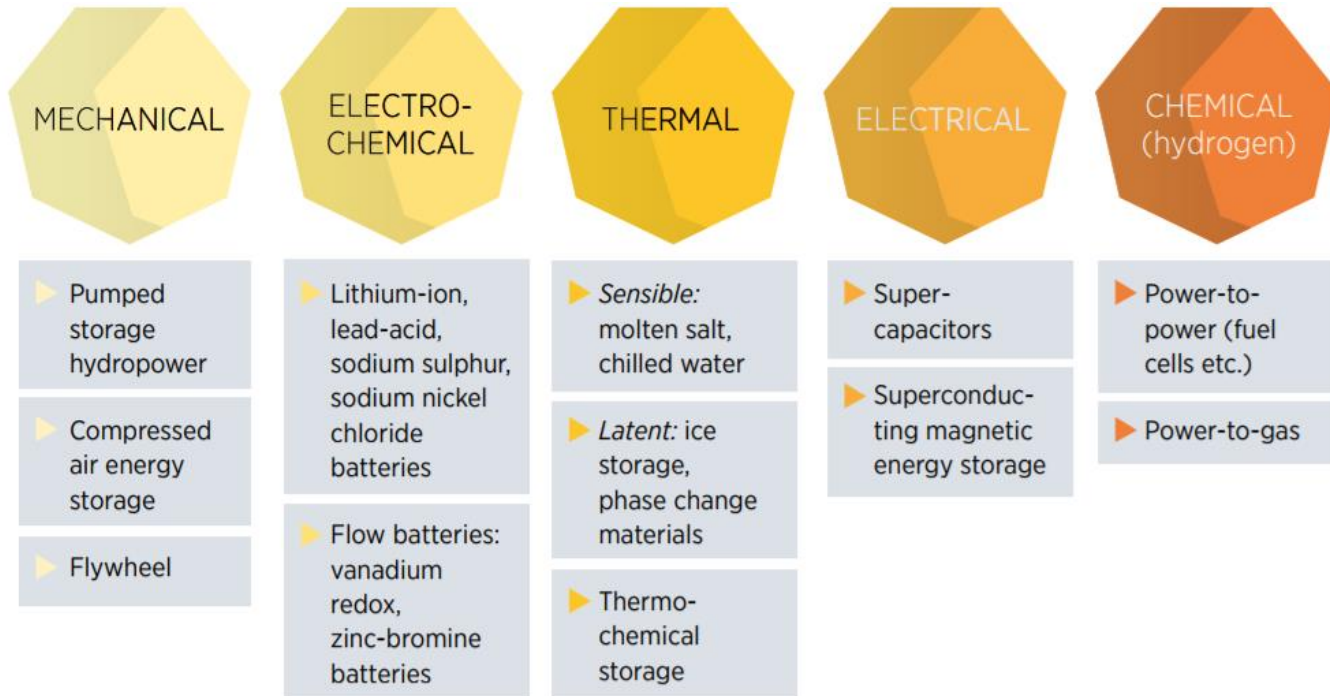 MECHANICAL
Pumped
storage
hydropower
Compressed
air energy
storage
Flywheel
ELECTRO-
CHEMICAL
Lithium-ion,
lead-acid,
sodium sulphur,
sodium nickel
chloride
batteries
Flow batteries:
vanadium
redox,
zinc-bromine
batteries
THERMAL
Sensible:
molten salt,
chilled water
Latent: ice
storage,
phase change
materials
Thermo-
chemical
storage
ELECTRICAL
Super-
capacitors
Superconduc-
ting magnetic
energy storage
CHEMICAL
(hydrogen)
Power-to-
power (fuel
cells etc.)
Power-to-gas